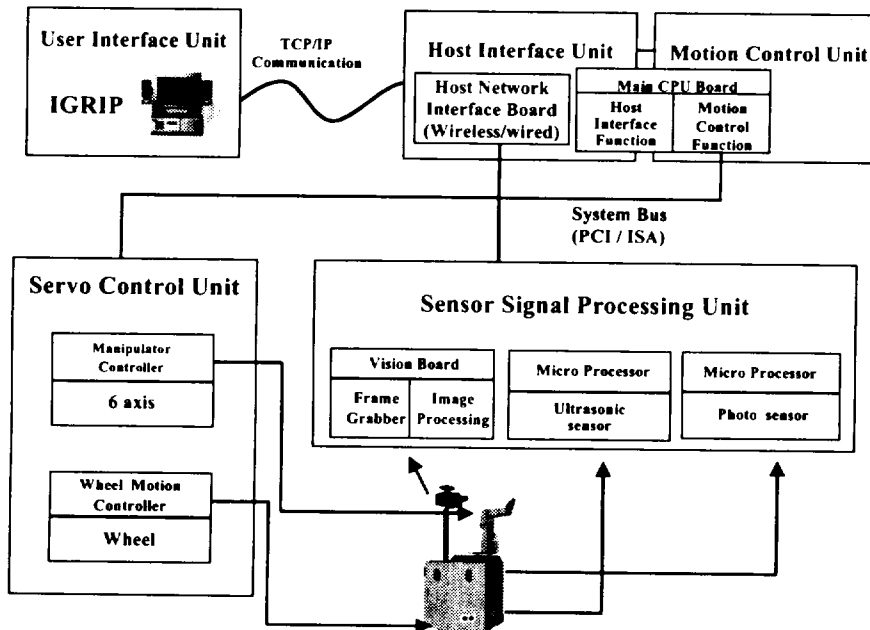 User Interface Unit
IGRIP
TCP/IP
Communication
Host Interface Unit
Host Network
Interface Board
(Wireless/wired)
Motion Control Unit
Main CPU Board
Host
Interface
Function
Motion
Control
Function
System Bus
(PCI / ISA)
Servo Control Unit
Manipulator
Controller
6 axis
Wheel Motion
Controller
Wheel
Sensor Signal Processing Unit
Vision Board
Frame
Grabber
Image
Processing
Micro Processor
Ultrasonic
sensor
Micro Processor
Photo sensor